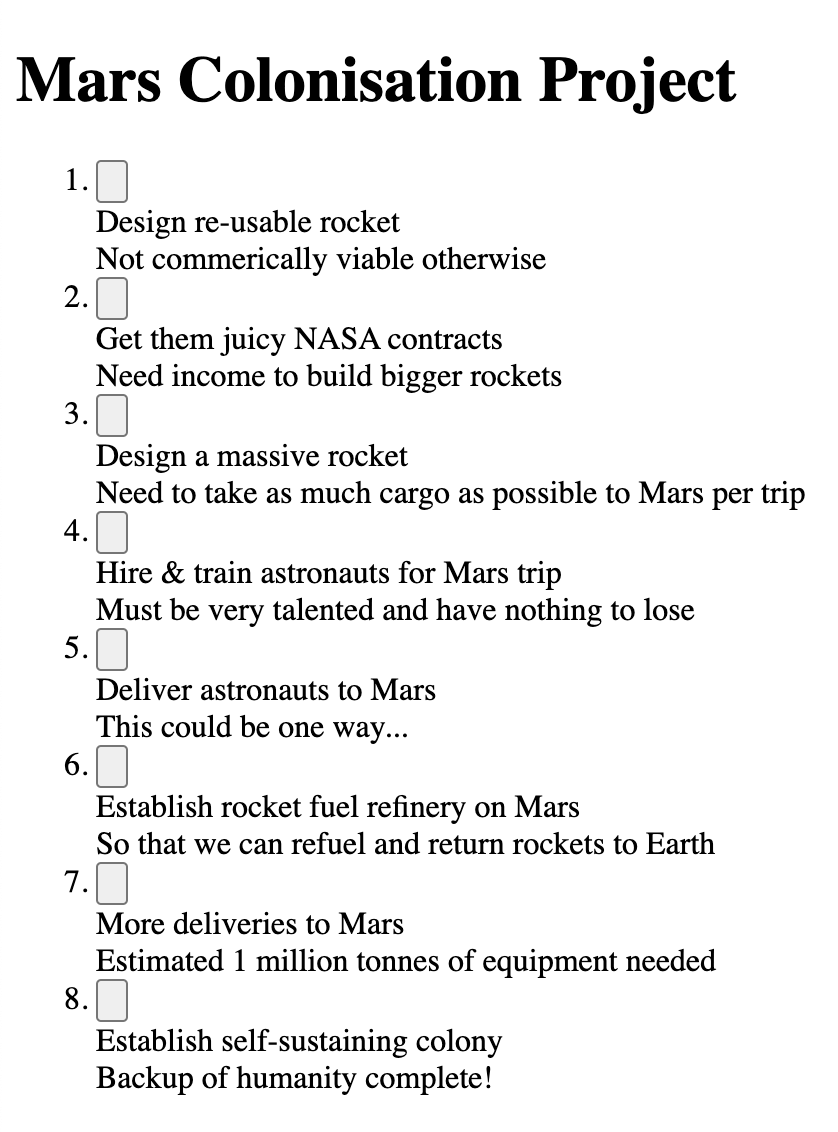 Mars Colonisation Project
1.
Design re-usable rocket
Not commerically viable otherwise
2.
Get them juicy NASA contracts
Need income to build bigger rockets
3.
Design a massive rocket
Need to take as much cargo as possible to Mars per trip
4.
Hire & train astronauts for Mars trip
Must be very talented and have nothing to lose
5.
Deliver astronauts to Mars
This could be one way...
6.
Establish rocket fuel refinery on Mars
So that we can refuel and return rockets to Earth
7.
More deliveries to Mars
Estimated 1 million tonnes of equipment needed
8.
Establish self-sustaining colony
Backup of humanity complete!